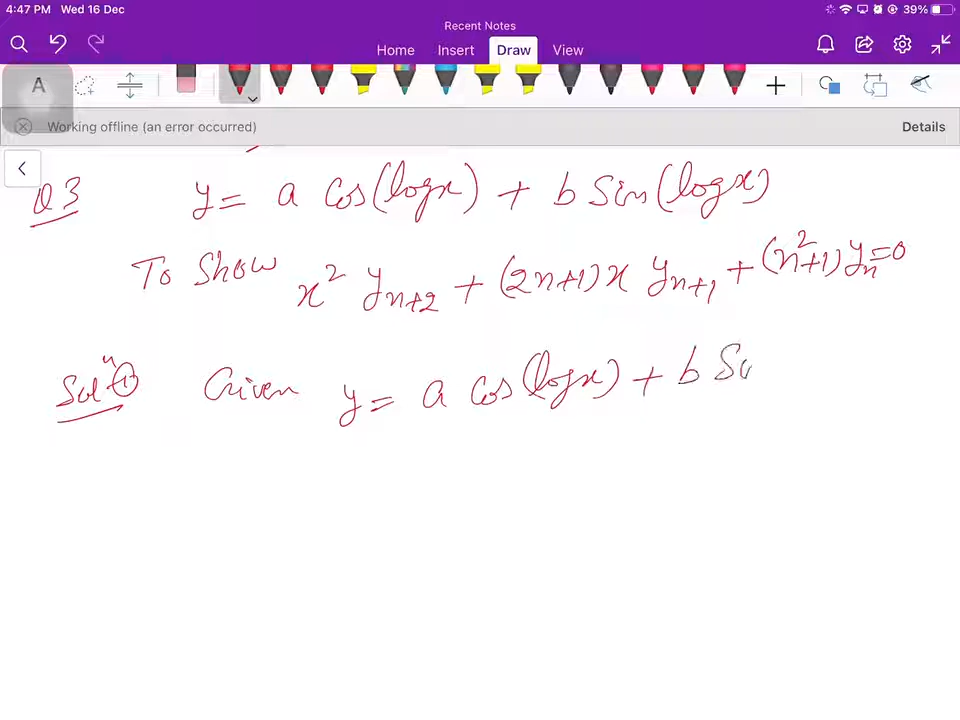 4:47 PM Wed 16 Dec
39%
Recent Notes
Home Insert Draw View
A
Working offline (an error occurred)
Details
Q3 y = a Cos(logx) + b Sin(logx)
To Show x² yₙ₊₂ + (2n+1)x yₙ₊₁ + (n²+1)yₙ=0
Solⁿ Given y = a Cos(logx) + b S